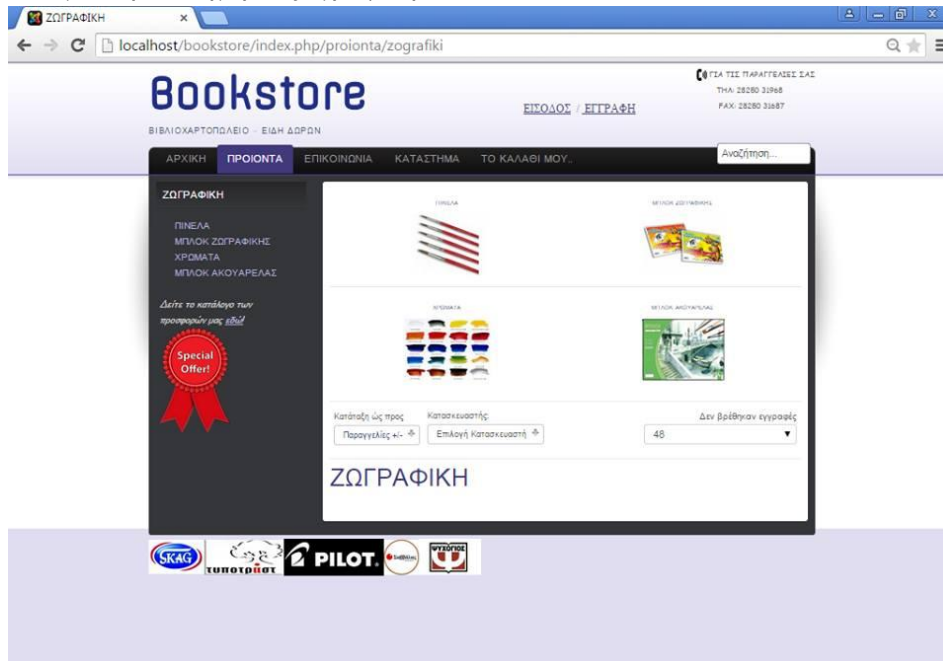 ΖΩΓΡΑΦΙΚΗ
localhost/bookstore/index.php/proionta/zografiki
Bookstore
ΒΙΒΛΙΟΧΑΡΤΟΠΩΛΕΙΟ - ΕΙΔΗ ΔΩΡΩΝ
ΕΙΣΟΔΟΣ / ΕΓΓΡΑΦΗ
ΓΙΑ ΤΙΣ ΠΑΡΑΓΓΕΛΙΕΣ ΣΑΣ
ΤΗΛ: 28280 31968
FAX: 28280 31687
ΑΡΧΙΚΗ ΠΡΟΙΟΝΤΑ ΕΠΙΚΟΙΝΩΝΙΑ ΚΑΤΑΣΤΗΜΑ ΤΟ ΚΑΛΑΘΙ ΜΟΥ..
Αναζήτηση...
ΖΩΓΡΑΦΙΚΗ
ΠΙΝΕΛΑ
ΜΠΛΟΚ ΖΩΓΡΑΦΙΚΗΣ
ΧΡΩΜΑΤΑ
ΜΠΛΟΚ ΑΚΟΥΑΡΕΛΑΣ
Δείτε το κατάλογο των
προσφορών μας εδώ!
Special
Offer!
ΠΙΝΕΛΑ ΜΠΛΟΚ ΖΩΓΡΑΦΙΚΗΣ
ΧΡΩΜΑΤΑ ΜΠΛΟΚ ΑΚΟΥΑΡΕΛΑΣ
Κατάταξη ώς προς Κατασκευαστής: Δεν βρέθηκαν εγγραφές
Παραγγελίες +/- Επιλογή Κατασκευαστή 48
ΖΩΓΡΑΦΙΚΗ
SKAG
τυποτράστ
PILOT.
ΨΥΧΟΓΙΟΣ